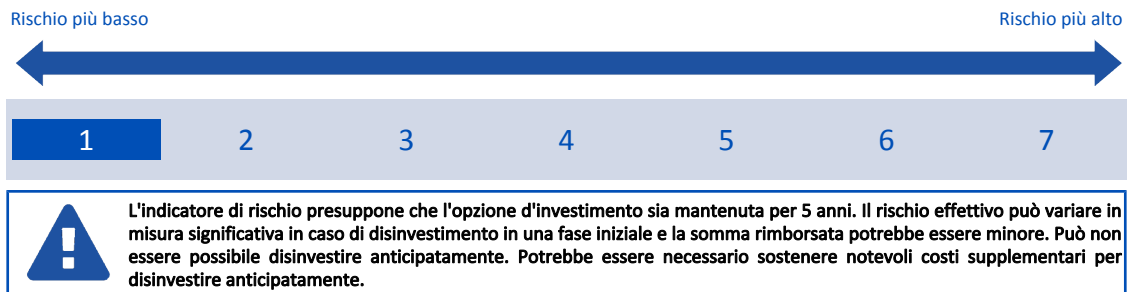 Rischio più basso Rischio più alto
1 2 3 4 5 6 7
L'indicatore di rischio presuppone che l'opzione d'investimento sia mantenuta per 5 anni. Il rischio effettivo può variare in
misura significativa in caso di disinvestimento in una fase iniziale e la somma rimborsata potrebbe essere minore. Può non
essere possibile disinvestire anticipatamente. Potrebbe essere necessario sostenere notevoli costi supplementari per
disinvestire anticipatamente.